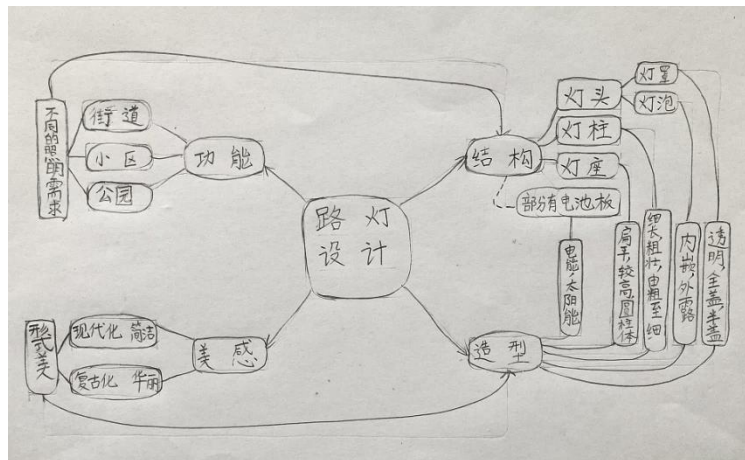 路灯
设计
功能
街道
小区
公园
不同的照明需求
结构
灯头
灯罩
灯泡
灯柱
灯座
部分有电池板
电能,太阳能
扁平,较高,圆柱体
细长,粗壮,由粗至细
内嵌,外露
透明,全盖,半盖
造型
美感
现代化 简洁
复古化 华丽
形式美